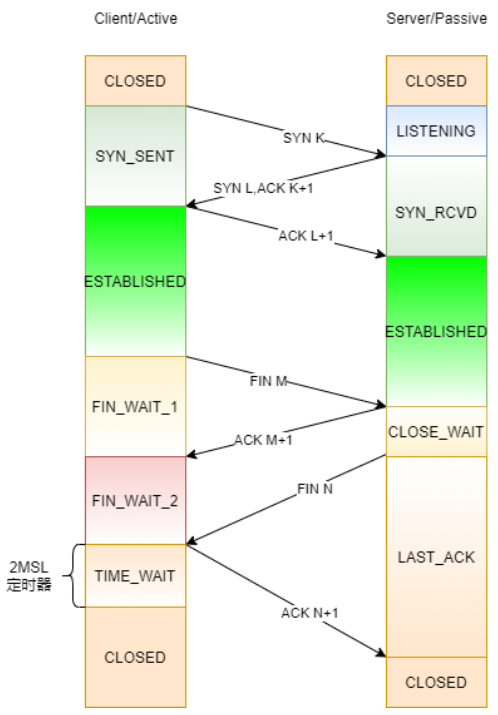 Client/Active
Server/Passive
CLOSED
CLOSED
SYN K
LISTENING
SYN_SENT
SYN L,ACK K+1
SYN_RCVD
ACK L+1
ESTABLISHED
ESTABLISHED
FIN M
FIN_WAIT_1
CLOSE_WAIT
ACK M+1
FIN_WAIT_2
FIN N
LAST_ACK
2MSL
定时器
TIME_WAIT
ACK N+1
CLOSED
CLOSED